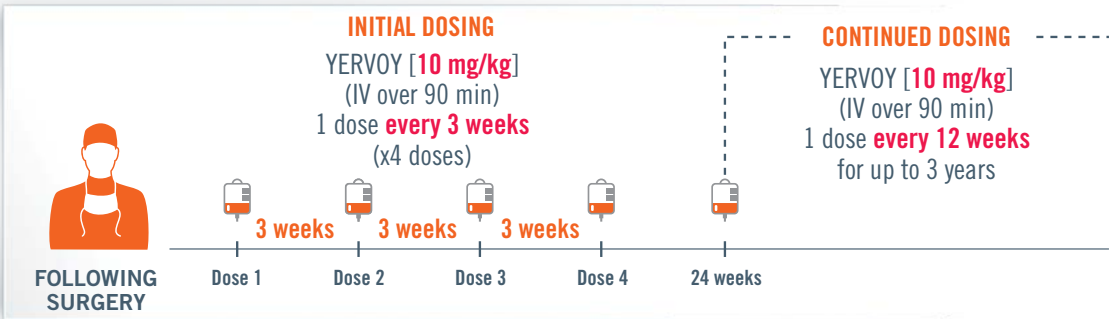 INITIAL DOSING
YERVOY [10 mg/kg]
(IV over 90 min)
1 dose every 3 weeks
(x4 doses)
CONTINUED DOSING
YERVOY [10 mg/kg]
(IV over 90 min)
1 dose every 12 weeks
for up to 3 years
3 weeks 3 weeks 3 weeks
FOLLOWING
SURGERY
Dose 1 Dose 2 Dose 3 Dose 4 24 weeks